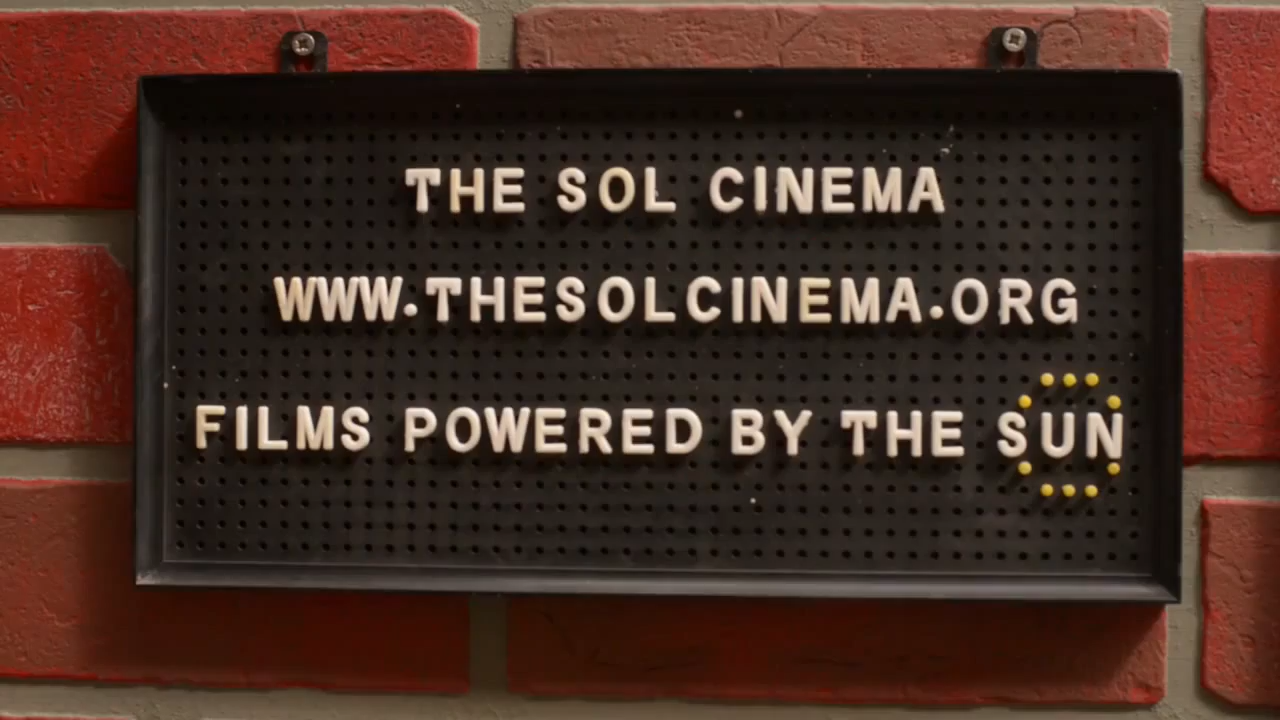 THE SOL CINEMA
WWW.THESOLCINEMA.ORG
FILMS POWERED BY THE SUN